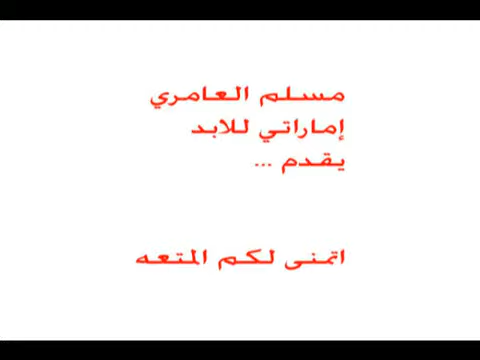 مسلم العامري
إماراتي للابد
يقدم ...
اتمنى لكم المتعه